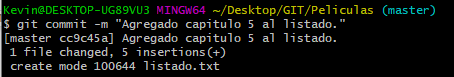 Kevin@DESKTOP-UG89VU3 MINGW64 ~/Desktop/GIT/Peliculas (master)
$ git commit -m "Agregado capitulo 5 al listado."
[master cc9c45a] Agregado capitulo 5 al listado.
1 file changed, 5 insertions(+)
create mode 100644 listado.txt